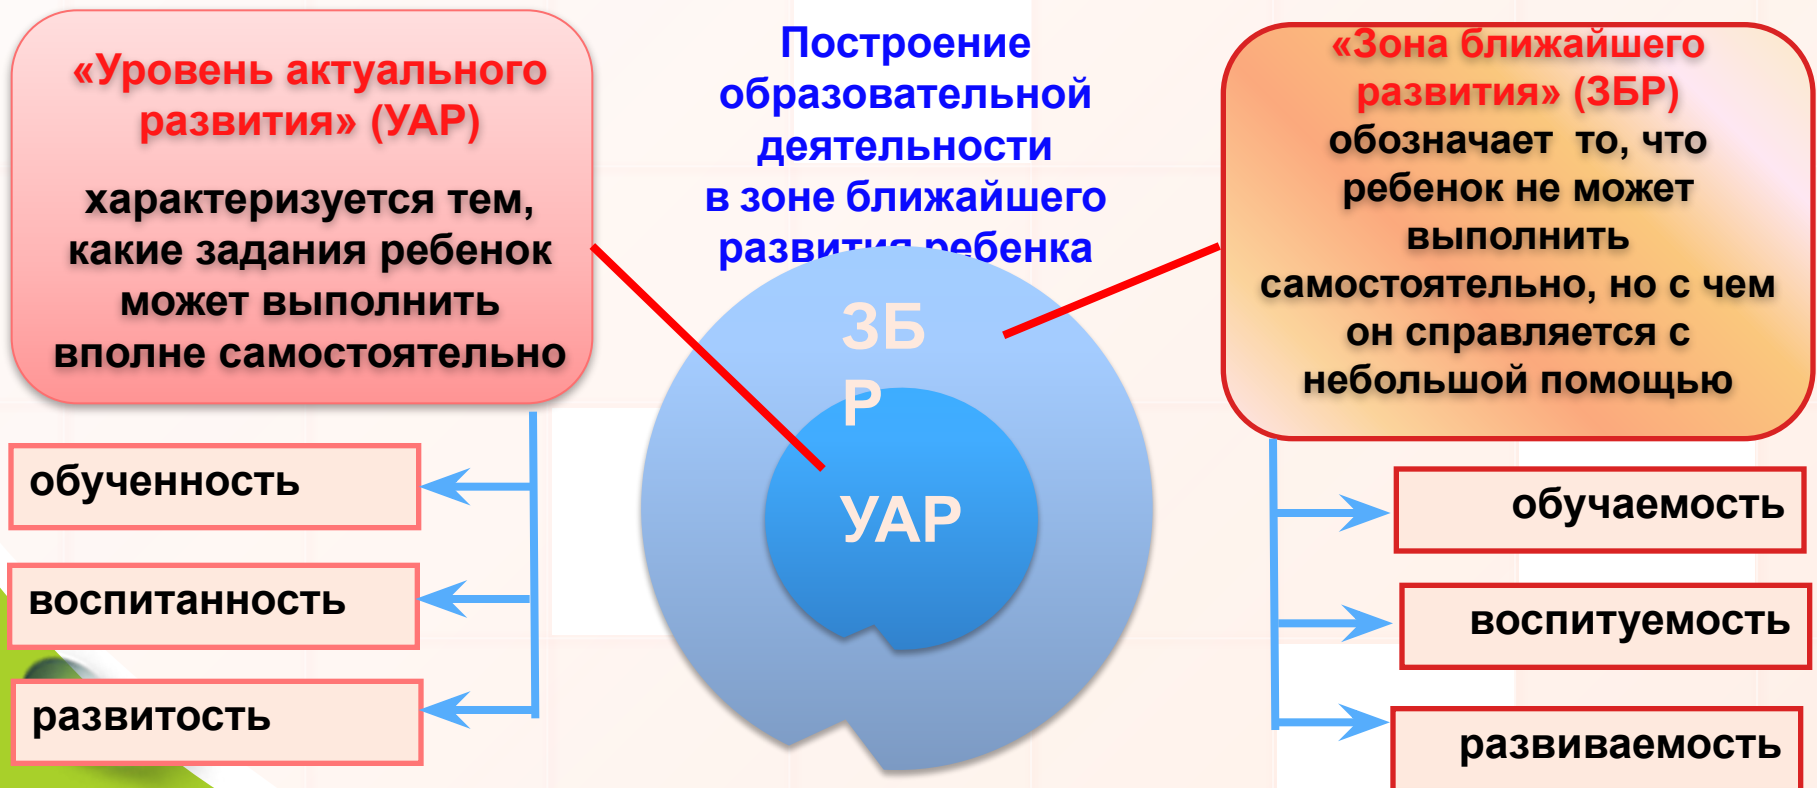 «Уровень актуального
развития» (УАР)
характеризуется тем,
какие задания ребенок
может выполнить
вполне самостоятельно
обученность
воспитанность
развитость
Построение
образовательной
деятельности
в зоне ближайшего
развития ребенка
ЗБ
Р
УАР
«Зона ближайшего
развития» (ЗБР)
обозначает то, что
ребенок не может
выполнить
самостоятельно, но с чем
он справляется с
небольшой помощью
обучаемость
воспитуемость
развиваемость